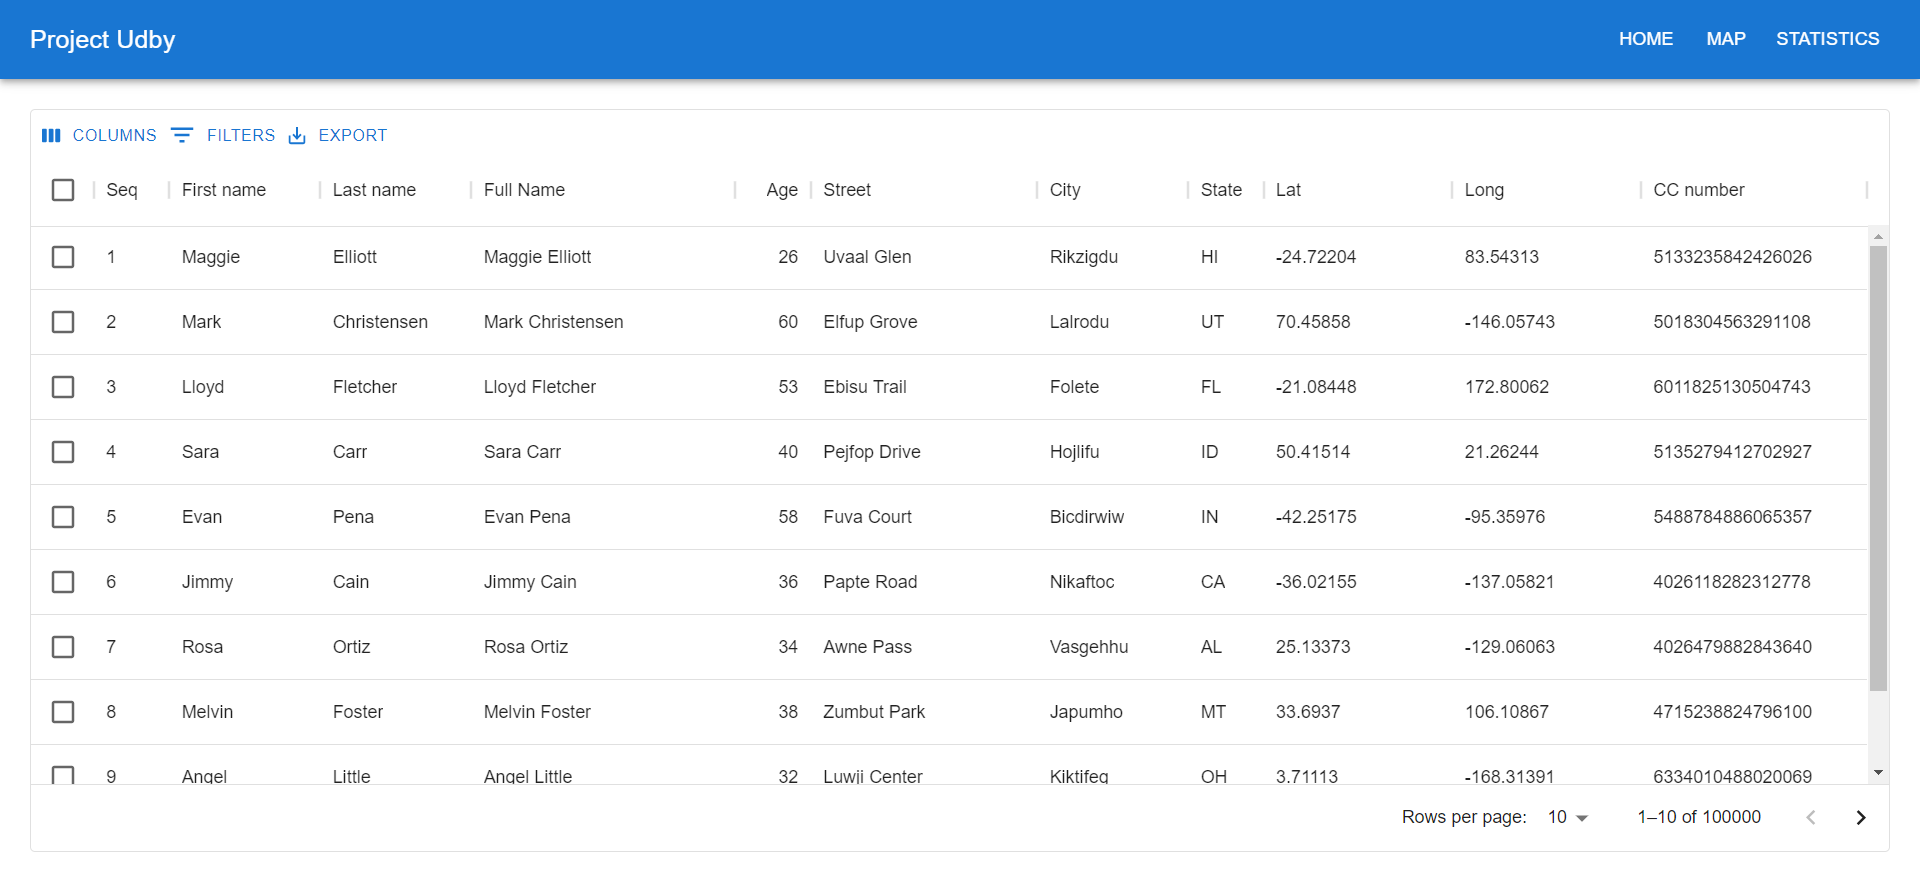 Project Udby HOME MAP STATISTICS
COLUMNS FILTERS EXPORT
Seq First name Last name Full Name Age Street City State Lat Long CC number
1 Maggie Elliott Maggie Elliott 26 Uvaal Glen Rikzigdu HI -24.72204 83.54313 5133235842426026
2 Mark Christensen Mark Christensen 60 Elfup Grove Lalrodu UT 70.45858 -146.05743 5018304563291108
3 Lloyd Fletcher Lloyd Fletcher 53 Ebisu Trail Folete FL -21.08448 172.80062 6011825130504743
4 Sara Carr Sara Carr 40 Pejfop Drive Hojlifu ID 50.41514 21.26244 5135279412702927
5 Evan Pena Evan Pena 58 Fuva Court Bicdirwiw IN -42.25175 -95.35976 5488784886065357
6 Jimmy Cain Jimmy Cain 36 Papte Road Nikaftoc CA -36.02155 -137.05821 4026118282312778
7 Rosa Ortiz Rosa Ortiz 34 Awne Pass Vasgehhu AL 25.13373 -129.06063 4026479882843640
8 Melvin Foster Melvin Foster 38 Zumbut Park Japumho MT 33.6937 106.10867 4715238824796100
9 Angel Little Angel Little 32 Luwji Center Kiktifeq OH 3.71113 -168.31391 6334010488020069
Rows per page: 10 1–10 of 100000